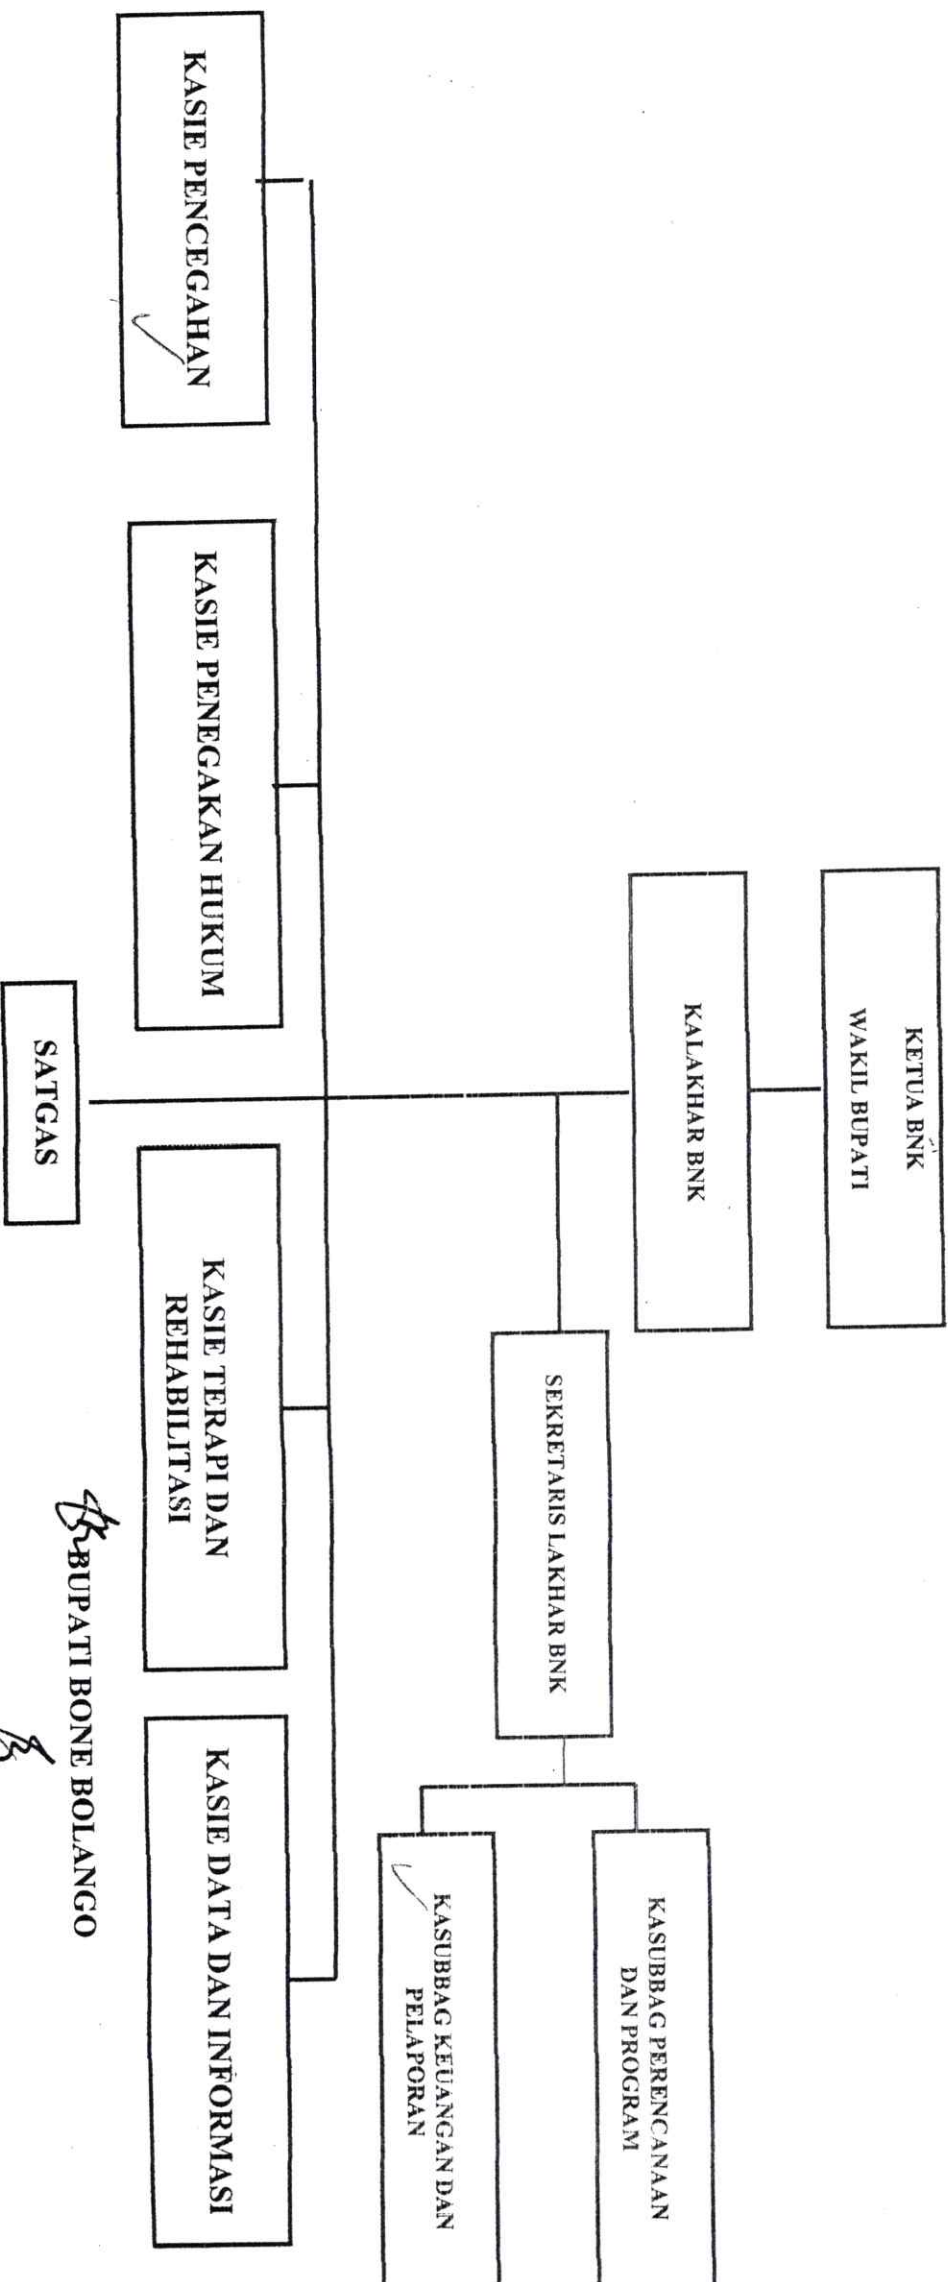 KETUA BNK
WAKIL BUPATI
KALAKHAR BNK
SEKRETARIS LAKHAR BNK
KASUBBAG PERENCANAAN
DAN PROGRAM
KASUBBAG KEUANGAN DAN
PELAPORAN
KASIE PENCEGAHAN
KASIE PENEGAKAN HUKUM
KASIE TERAPI DAN
REHABILITASI
KASIE DATA DAN INFORMASI
SATGAS
BUPATI BONE BOLANGO